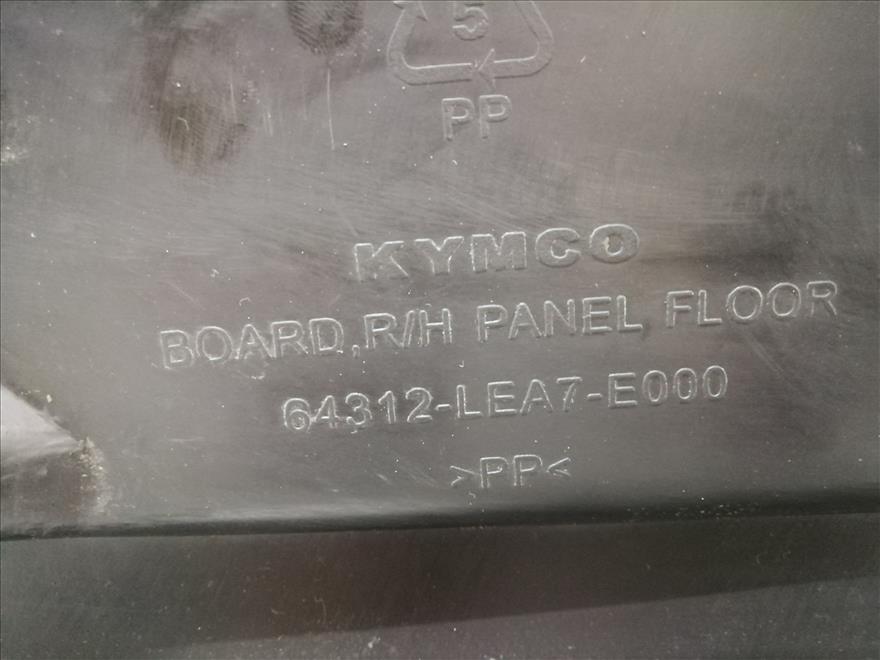 5
PP
KYMCO
BOARD,R/H PANEL FLOOR
64312-LEA7-E000
>PP<